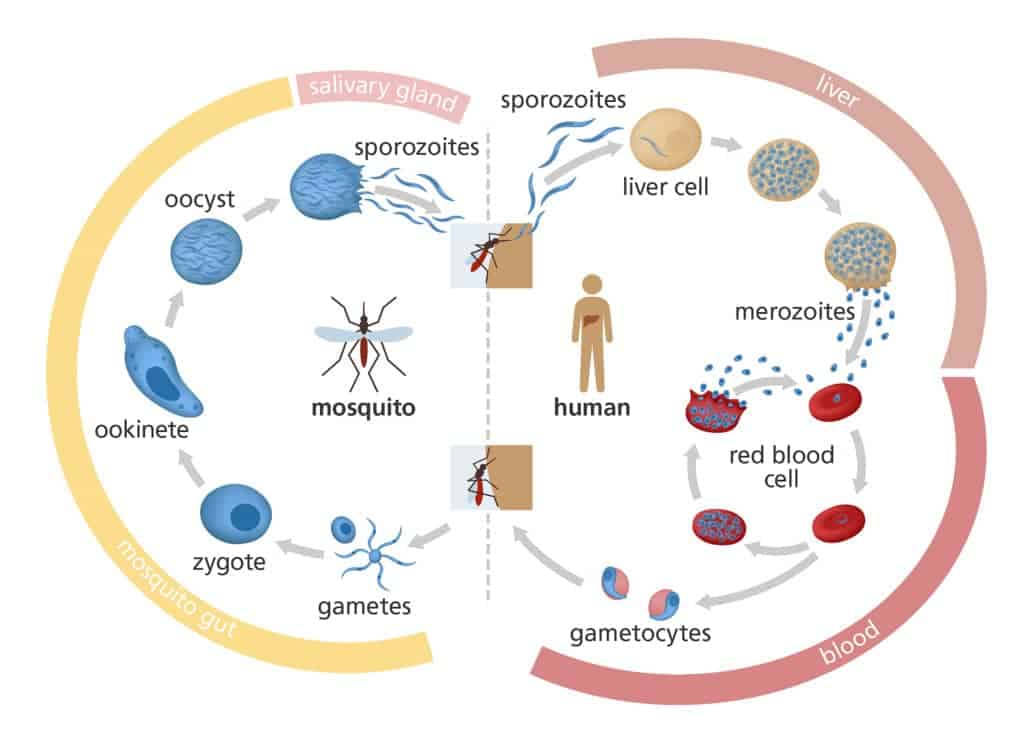 salivary gland
sporozoites
liver
sporozoites
liver cell
oocyst
merozoites
mosquito
human
ookinete
red blood
cell
zygote
gametes
gametocytes
mosquito gut
blood